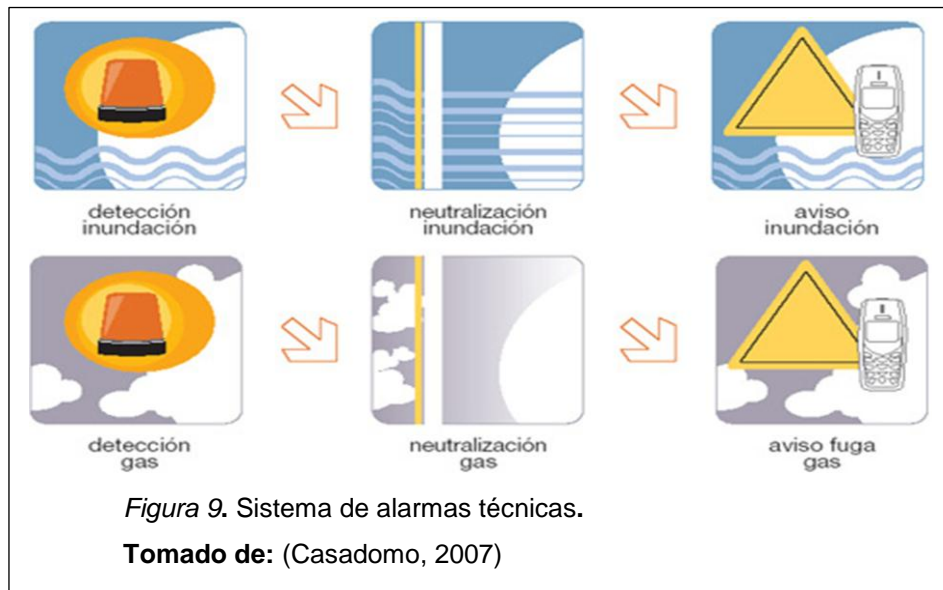 detección
inundación
neutralización
inundación
aviso
inundación
detección
gas
neutralización
gas
aviso fuga
gas
Figura 9. Sistema de alarmas técnicas.
Tomado de: (Casadomo, 2007)